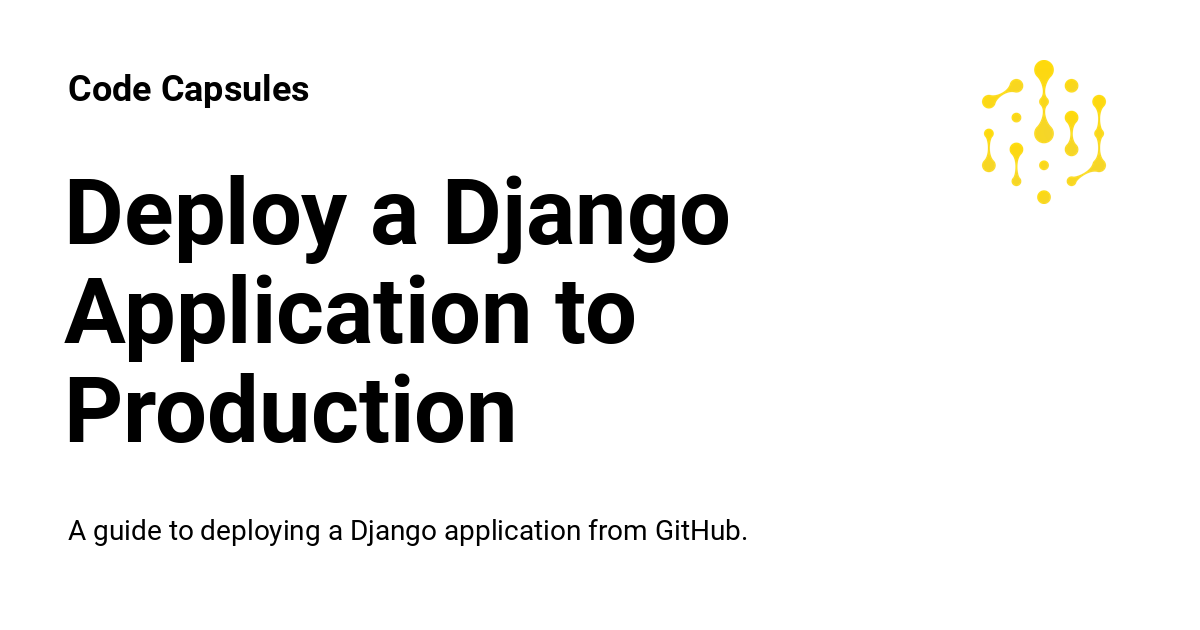 Code Capsules
Deploy a Django
Application to
Production
A guide to deploying a Django application from GitHub.